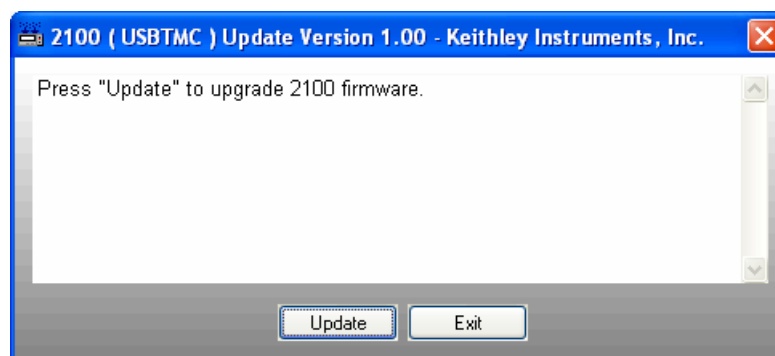 2100 ( USBTMC ) Update Version 1.00 - Keithley Instruments, Inc.
Press "Update" to upgrade 2100 firmware.
Update Exit